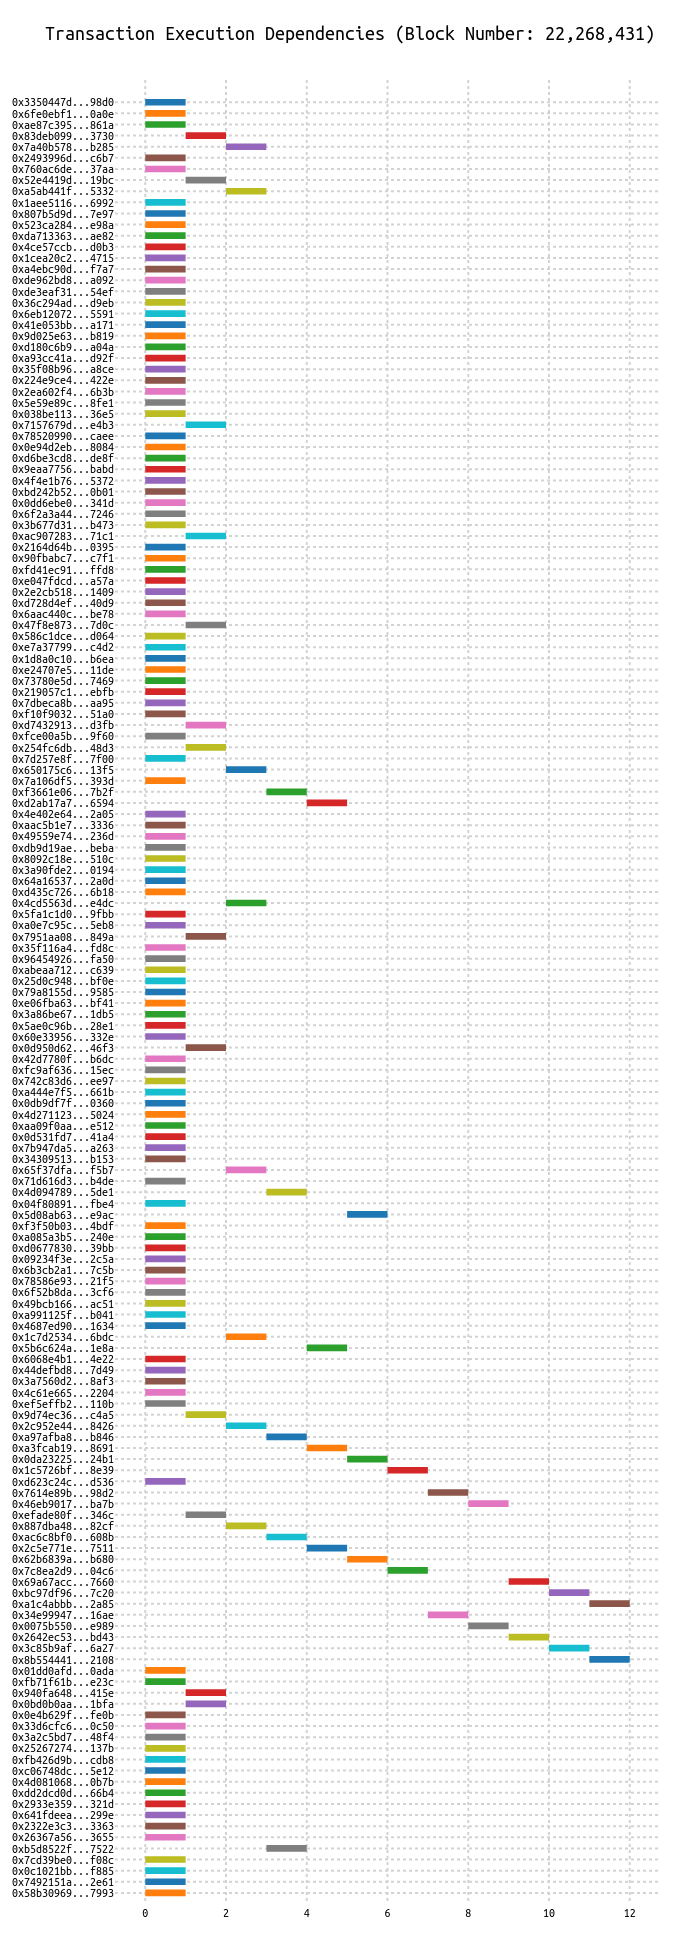 Transaction Execution Dependencies (Block Number: 22,268,431)
0x3350447d...98d0
0x6fe0ebf1...0a0e
0xae87c395...861a
0x83deb099...3730
0x7a40b578...b285
0x2493996d...c6b7
0x760ac6de...37aa
0x52e4419d...19bc
0xa5ab441f...5332
0x1aee5116...6992
0x807b5d9d...7e97
0x523ca284...e98a
0xda713363...ae82
0x4ce57ccb...d0b3
0x1cea20c2...4715
0xa4ebc90d...f7a7
0xde962bd8...a092
0xde3eaf31...54ef
0x36c294ad...d9eb
0x6eb12072...5591
0x41e053bb...a171
0x9d025e63...b819
0xd180c6b9...a04a
0xa93cc41a...d92f
0x35f08b96...a8ce
0x224e9ce4...422e
0x2ea602f4...6b3b
0x5e59e89c...8fe1
0x038be113...36e5
0x7157679d...e4b3
0x78520990...caee
0x0e94d2eb...8084
0xd6be3cd8...de8f
0x9eaa7756...babd
0x4f4e1b76...5372
0xbd242b52...0b01
0x0dd6ebe0...341d
0x6f2a3a44...7246
0x3b677d31...b473
0xac907283...71c1
0x2164d64b...0395
0x90fbabc7...c7f1
0xfd41ec91...ffd8
0xe047fdcd...a57a
0x2e2cb518...1409
0xd728d4ef...40d9
0x6aac440c...be78
0x47f8e873...7d0c
0x586c1dce...d064
0xe7a37799...c4d2
0x1d8a0c10...b6ea
0xe24707e5...11de
0x73780e5d...7469
0x219057c1...ebfb
0x7dbeca8b...aa95
0xf10f9032...51a0
0xd7432913...d3fb
0xfce00a5b...9f60
0x254fc6db...48d3
0x7d257e8f...7f00
0x650175c6...13f5
0x7a106df5...393d
0xf3661e06...7b2f
0xd2ab17a7...6594
0x4e402e64...2a05
0xaac5b1e7...3336
0x49559e74...236d
0xdb9d19ae...beba
0x8092c18e...510c
0x3a90fde2...0194
0x64a16537...2a0d
0xd435c726...6b18
0x4cd5563d...e4dc
0x5fa1c1d0...9fbb
0xa0e7c95c...5eb8
0x7951aa08...849a
0x35f116a4...fd8c
0x96454926...fa50
0xabeaa712...c639
0x25d0c948...bf0e
0x79a8155d...9585
0xe06fba63...bf41
0x3a86be67...1db5
0x5ae0c96b...28e1
0x60e33956...332e
0x0d950d62...46f3
0x42d7780f...b6dc
0xfc9af636...15ec
0x742c83d6...ee97
0xa444e7f5...661b
0x0db9df7f...0360
0x4d271123...5024
0xaa09f0aa...e512
0x0d531fd7...41a4
0x7b947da5...a263
0x34309513...b153
0x65f37dfa...f5b7
0x71d616d3...b4de
0x4d094789...5de1
0x04f80891...fbe4
0x5d08ab63...e9ac
0xf3f50b03...4bdf
0xa085a3b5...240e
0xd0677830...39bb
0x09234f3e...2c5a
0x6b3cb2a1...7c5b
0x78586e93...21f5
0x6f52b8da...3cf6
0x49bcb166...ac51
0xa991125f...b041
0x4687ed90...1634
0x1c7d2534...6bdc
0x5b6c624a...1e8a
0x6068e4b1...4e22
0x44defbd8...7d49
0x3a7560d2...8af3
0x4c61e665...2204
0xef5effb2...110b
0x9d74ec36...c4a5
0x2c952e44...8426
0xa97afba8...b846
0xa3fcab19...8691
0x0da23225...24b1
0x1c5726bf...8e39
0xd623c24c...d536
0x7614e89b...98d2
0x46eb9017...ba7b
0xefade80f...346c
0x887dba48...82cf
0xac6c8bf0...608b
0x2c5e771e...7511
0x62b6839a...b680
0x7c8ea2d9...04c6
0x69a67acc...7660
0xbc97df96...7c20
0xa1c4abbb...2a85
0x34e99947...16ae
0x0075b550...e989
0x2642ec53...bd43
0x3c85b9af...6a27
0x8b554441...2108
0x01dd0afd...0ada
0xfb71f61b...e23c
0x940fa648...415e
0x0bd0b0aa...1bfa
0x0e4b629f...fe0b
0x33d6cfc6...0c50
0x3a2c5bd7...48f4
0x25267274...137b
0xfb426d9b...cdb8
0xc06748dc...5e12
0x4d081068...0b7b
0xdd2dcd0d...66b4
0x2933e359...321d
0x641fdeea...299e
0x2322e3c3...3363
0x26367a56...3655
0xb5d8522f...7522
0x7cd39be0...f08c
0x0c1021bb...f885
0x7492151a...2e61
0x58b30969...7993
0 2 4 6 8 10 12